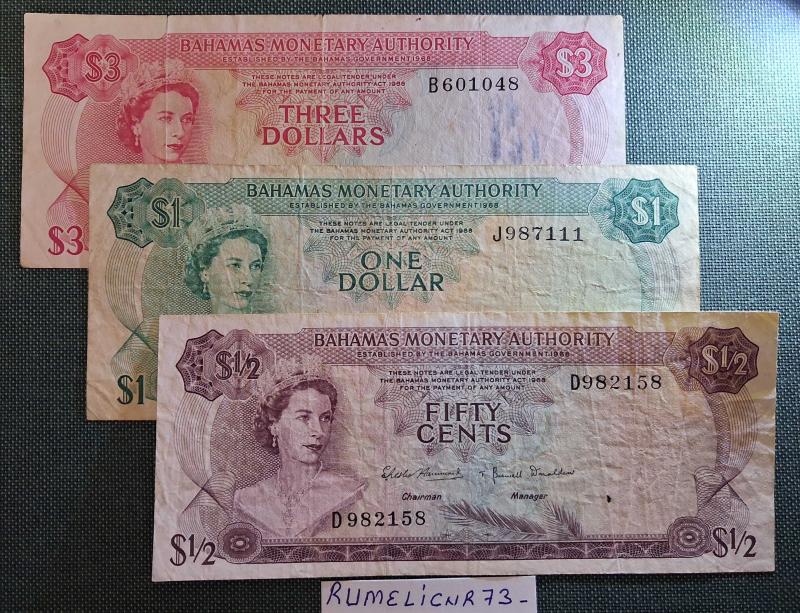 BAHAMAS MONETARY AUTHORITY
ESTABLISHED BY THE BAHAMAS GOVERNMENT 1968
$3
$3
THESE NOTES ARE LEGAL TENDER UNDER
THE BAHAMAS MONETARY AUTHORITY ACT 1968
FOR THE PAYMENT OF ANY AMOUNT
B601048
THREE
DOLLARS
$3
BAHAMAS MONETARY AUTHORITY
ESTABLISHED BY THE BAHAMAS GOVERNMENT 1968
$1
$1
THESE NOTES ARE LEGAL TENDER UNDER
THE BAHAMAS MONETARY AUTHORITY ACT 1968
FOR THE PAYMENT OF ANY AMOUNT
J987111
ONE
DOLLAR
$1
BAHAMAS MONETARY AUTHORITY
ESTABLISHED BY THE BAHAMAS GOVERNMENT 1968
$1/2
$1/2
THESE NOTES ARE LEGAL TENDER UNDER
THE BAHAMAS MONETARY AUTHORITY ACT 1968
FOR THE PAYMENT OF ANY AMOUNT
D982158
FIFTY
CENTS
T. Burnell Donaldson
Chairman Manager
D982158
$1/2 $1/2
RUMELİCNR73-